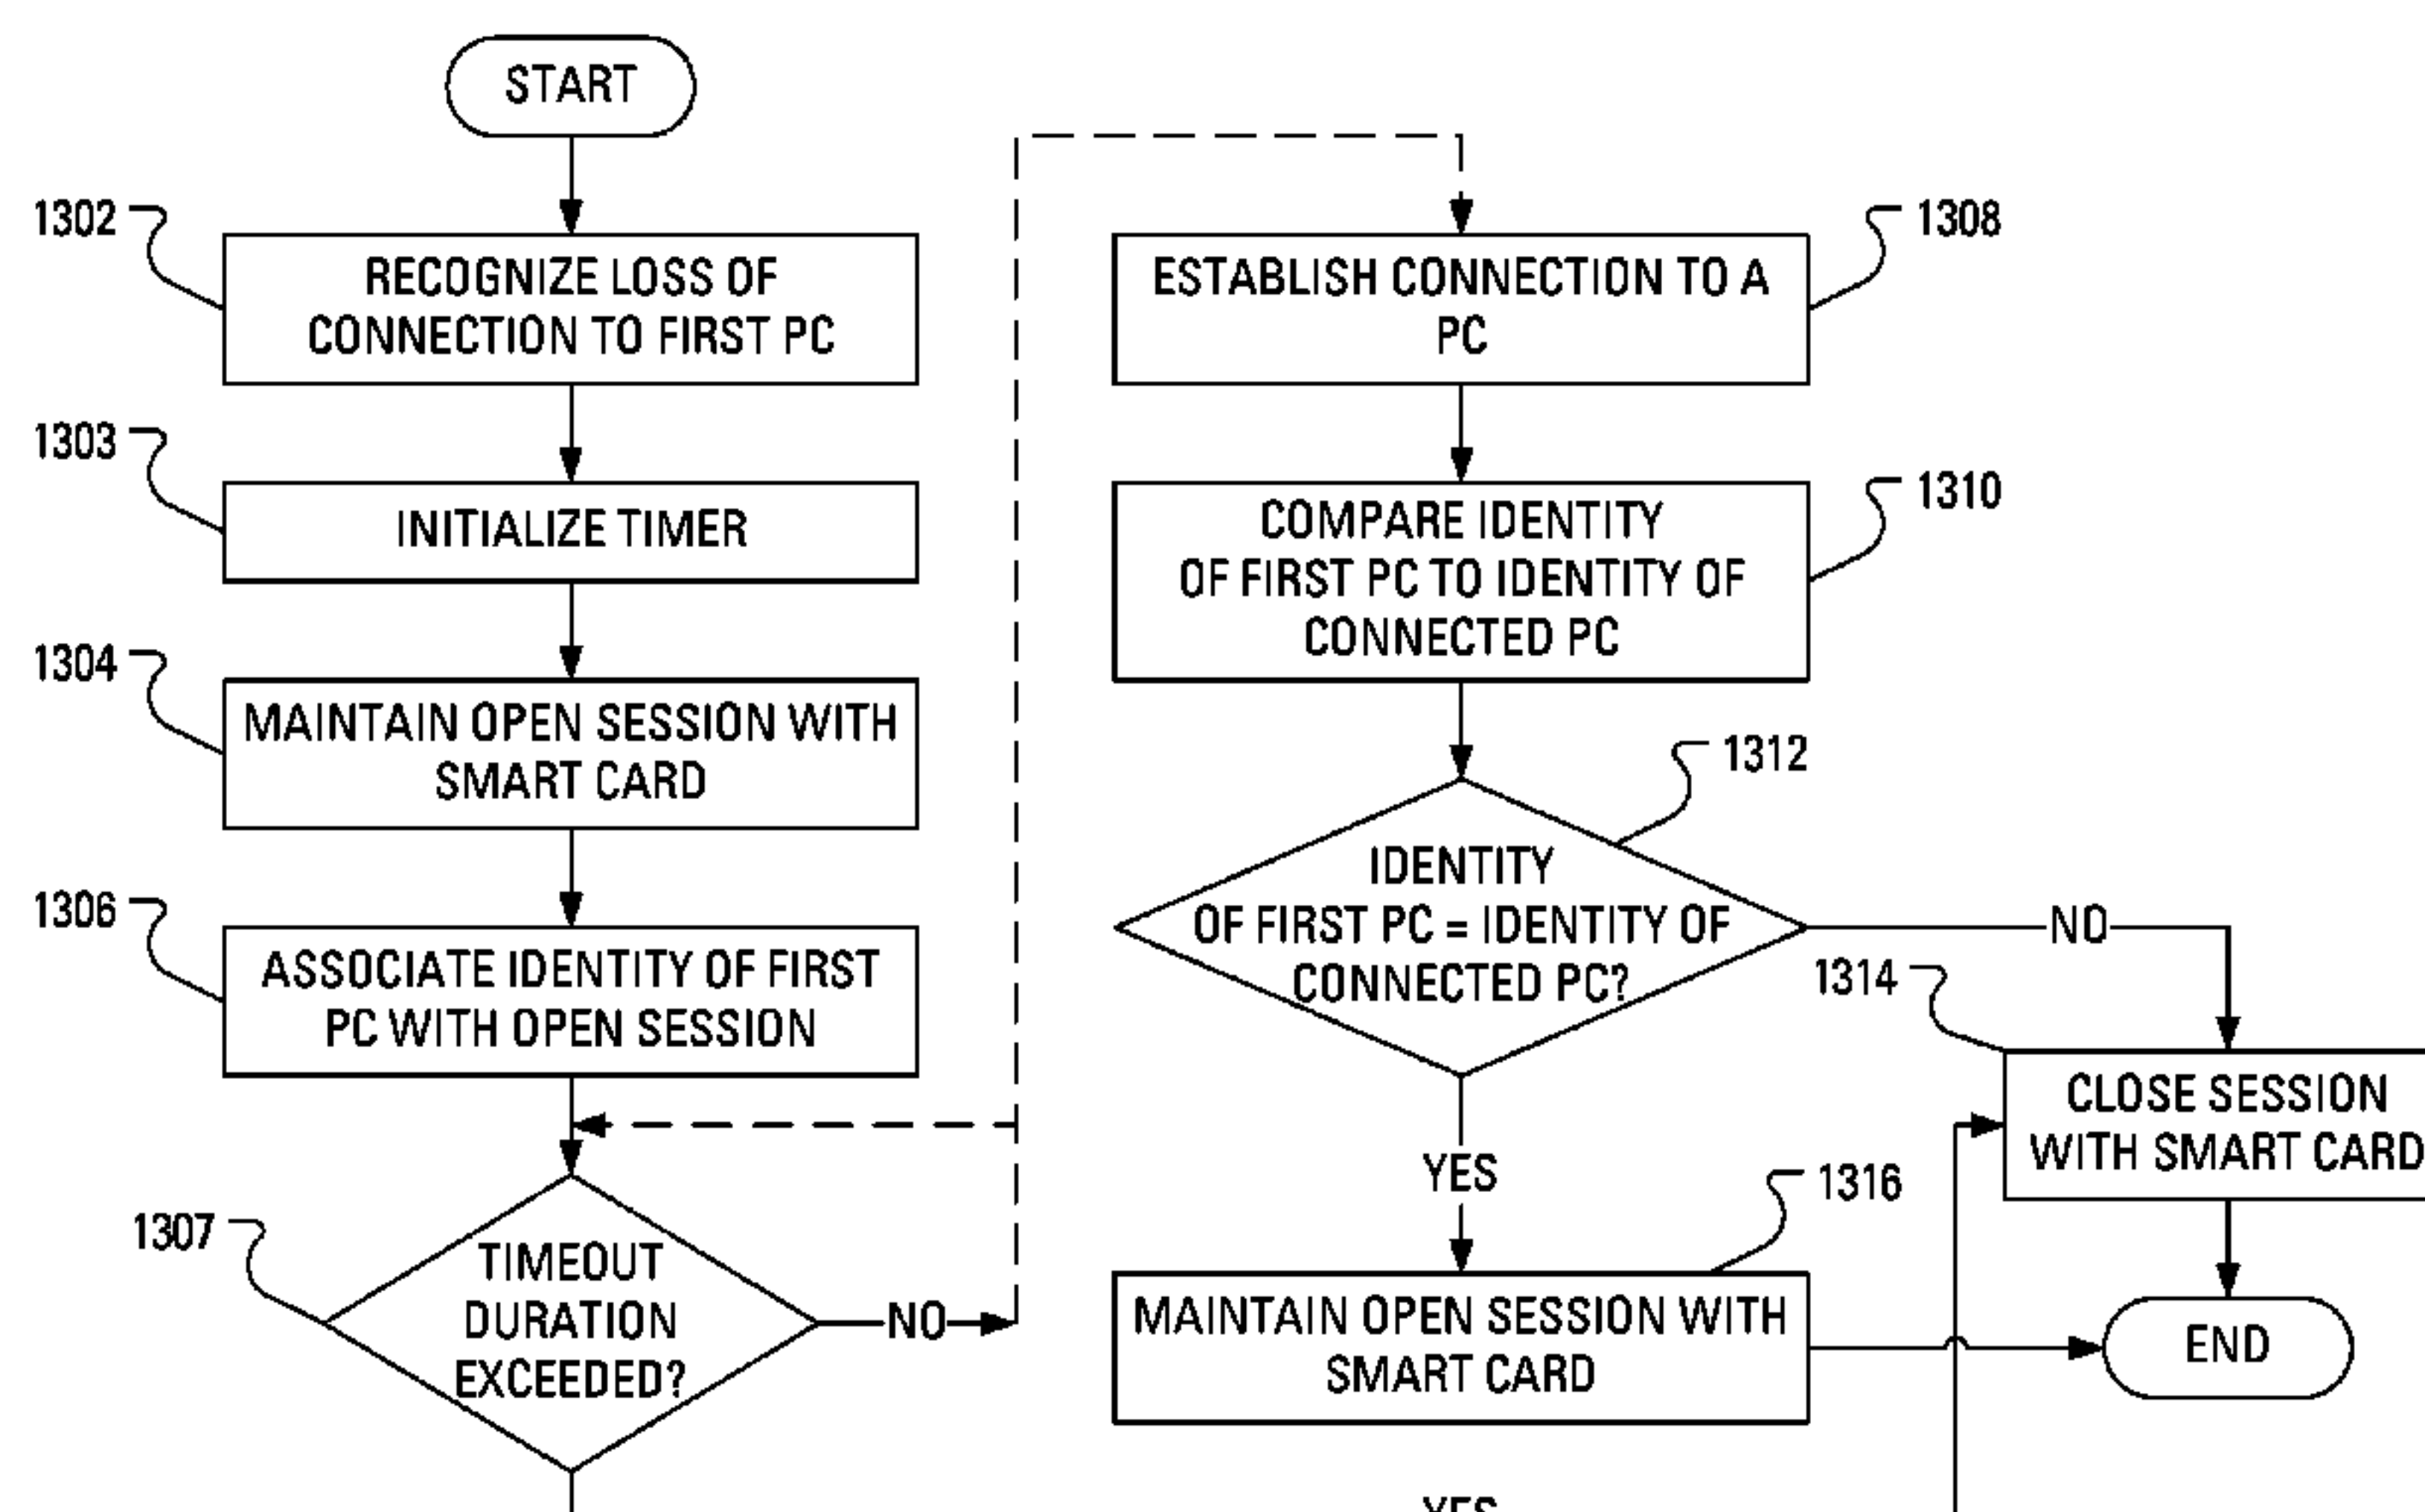 START
1302
RECOGNIZE LOSS OF
CONNECTION TO FIRST PC
1303
INITIALIZE TIMER
1304
MAINTAIN OPEN SESSION WITH
SMART CARD
1306
ASSOCIATE IDENTITY OF FIRST
PC WITH OPEN SESSION
1307
TIMEOUT
DURATION
EXCEEDED?
NO
1308
ESTABLISH CONNECTION TO A
PC
1310
COMPARE IDENTITY
OF FIRST PC TO IDENTITY OF
CONNECTED PC
1312
IDENTITY
OF FIRST PC = IDENTITY OF
CONNECTED PC?
NO
1314
CLOSE SESSION
WITH SMART CARD
YES
1316
MAINTAIN OPEN SESSION WITH
SMART CARD
END
YES